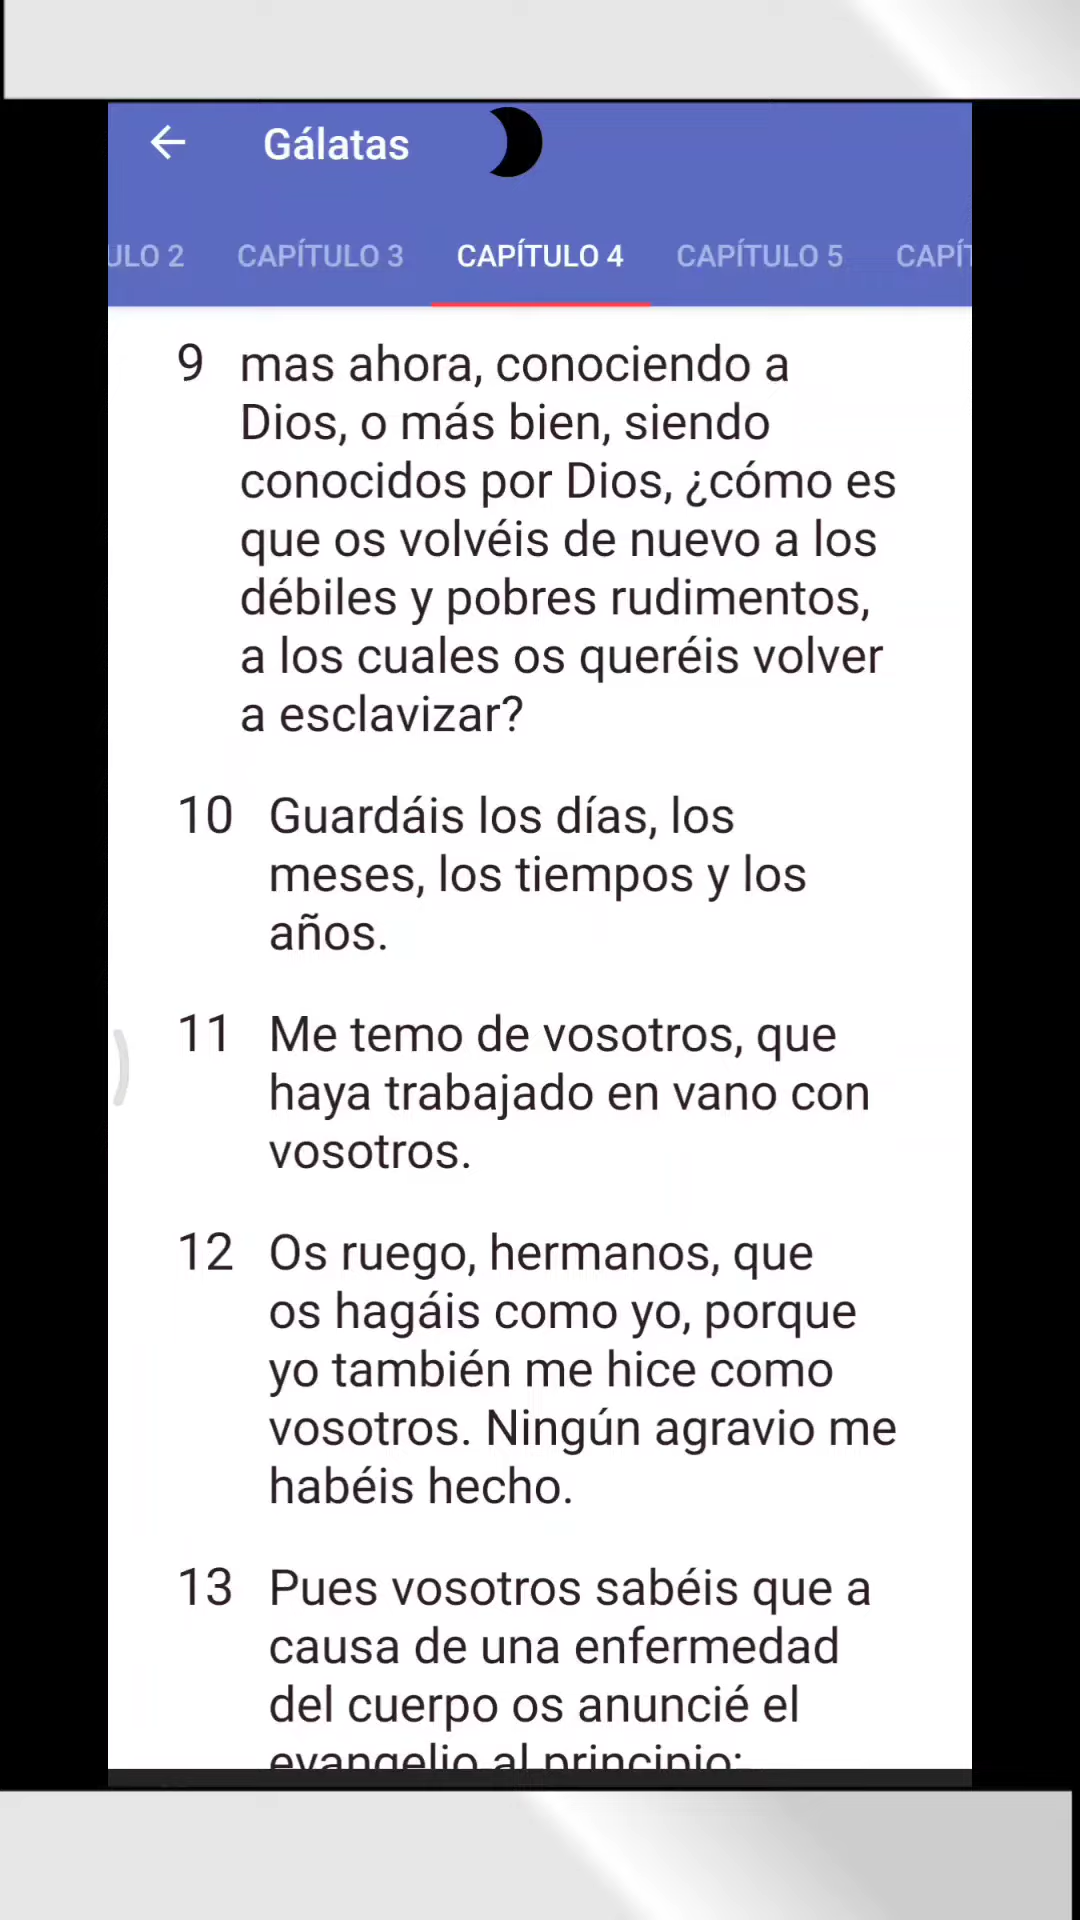 Gálatas
ULO 2 CAPÍTULO 3 CAPÍTULO 4 CAPÍTULO 5 CAPÍT
9 mas ahora, conociendo a
Dios, o más bien, siendo
conocidos por Dios, ¿cómo es
que os volvéis de nuevo a los
débiles y pobres rudimentos,
a los cuales os queréis volver
a esclavizar?
10 Guardáis los días, los
meses, los tiempos y los
años.
11 Me temo de vosotros, que
haya trabajado en vano con
vosotros.
12 Os ruego, hermanos, que
os hagáis como yo, porque
yo también me hice como
vosotros. Ningún agravio me
habéis hecho.
13 Pues vosotros sabéis que a
causa de una enfermedad
del cuerpo os anuncié el
evangelio al principio;